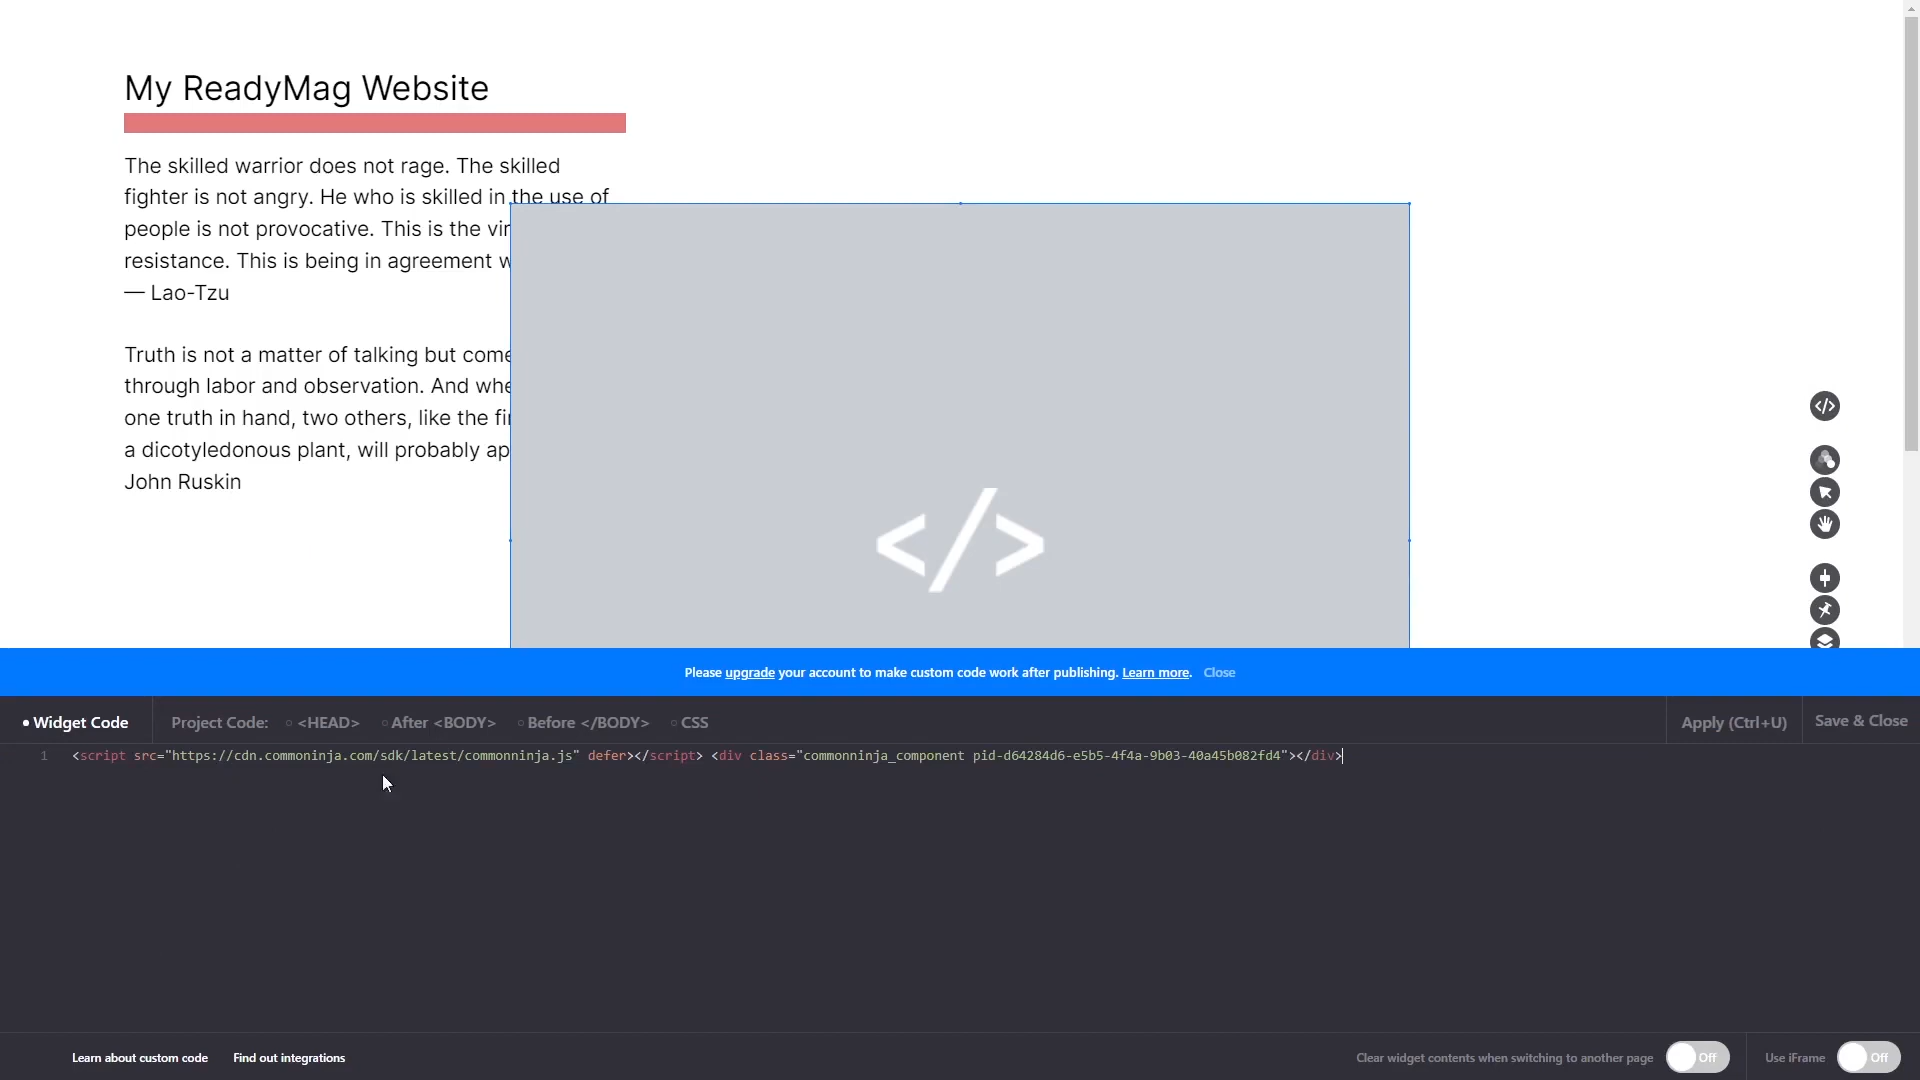 My ReadyMag Website
The skilled warrior does not rage. The skilled
fighter is not angry. He who is skilled in the use of
people is not provocative. This is the vir
resistance. This is being in agreement w
— Lao-Tzu
Truth is not a matter of talking but come
through labor and observation. And whe
one truth in hand, two others, like the fi
a dicotyledonous plant, will probably ap
John Ruskin
</>
Please upgrade your account to make custom code work after publishing. Learn more. Close
Widget Code Project Code: <HEAD> After <BODY> Before </BODY> CSS Apply (Ctrl+U) Save & Close
1 <script src="https://cdn.commoninja.com/sdk/latest/commonninja.js" defer></script> <div class="commonninja_component pid-d64284d6-e5b5-4f4a-9b03-40a45b082fd4"></div>
Learn about custom code Find out integrations Clear widget contents when switching to another page Off Use iFrame Off